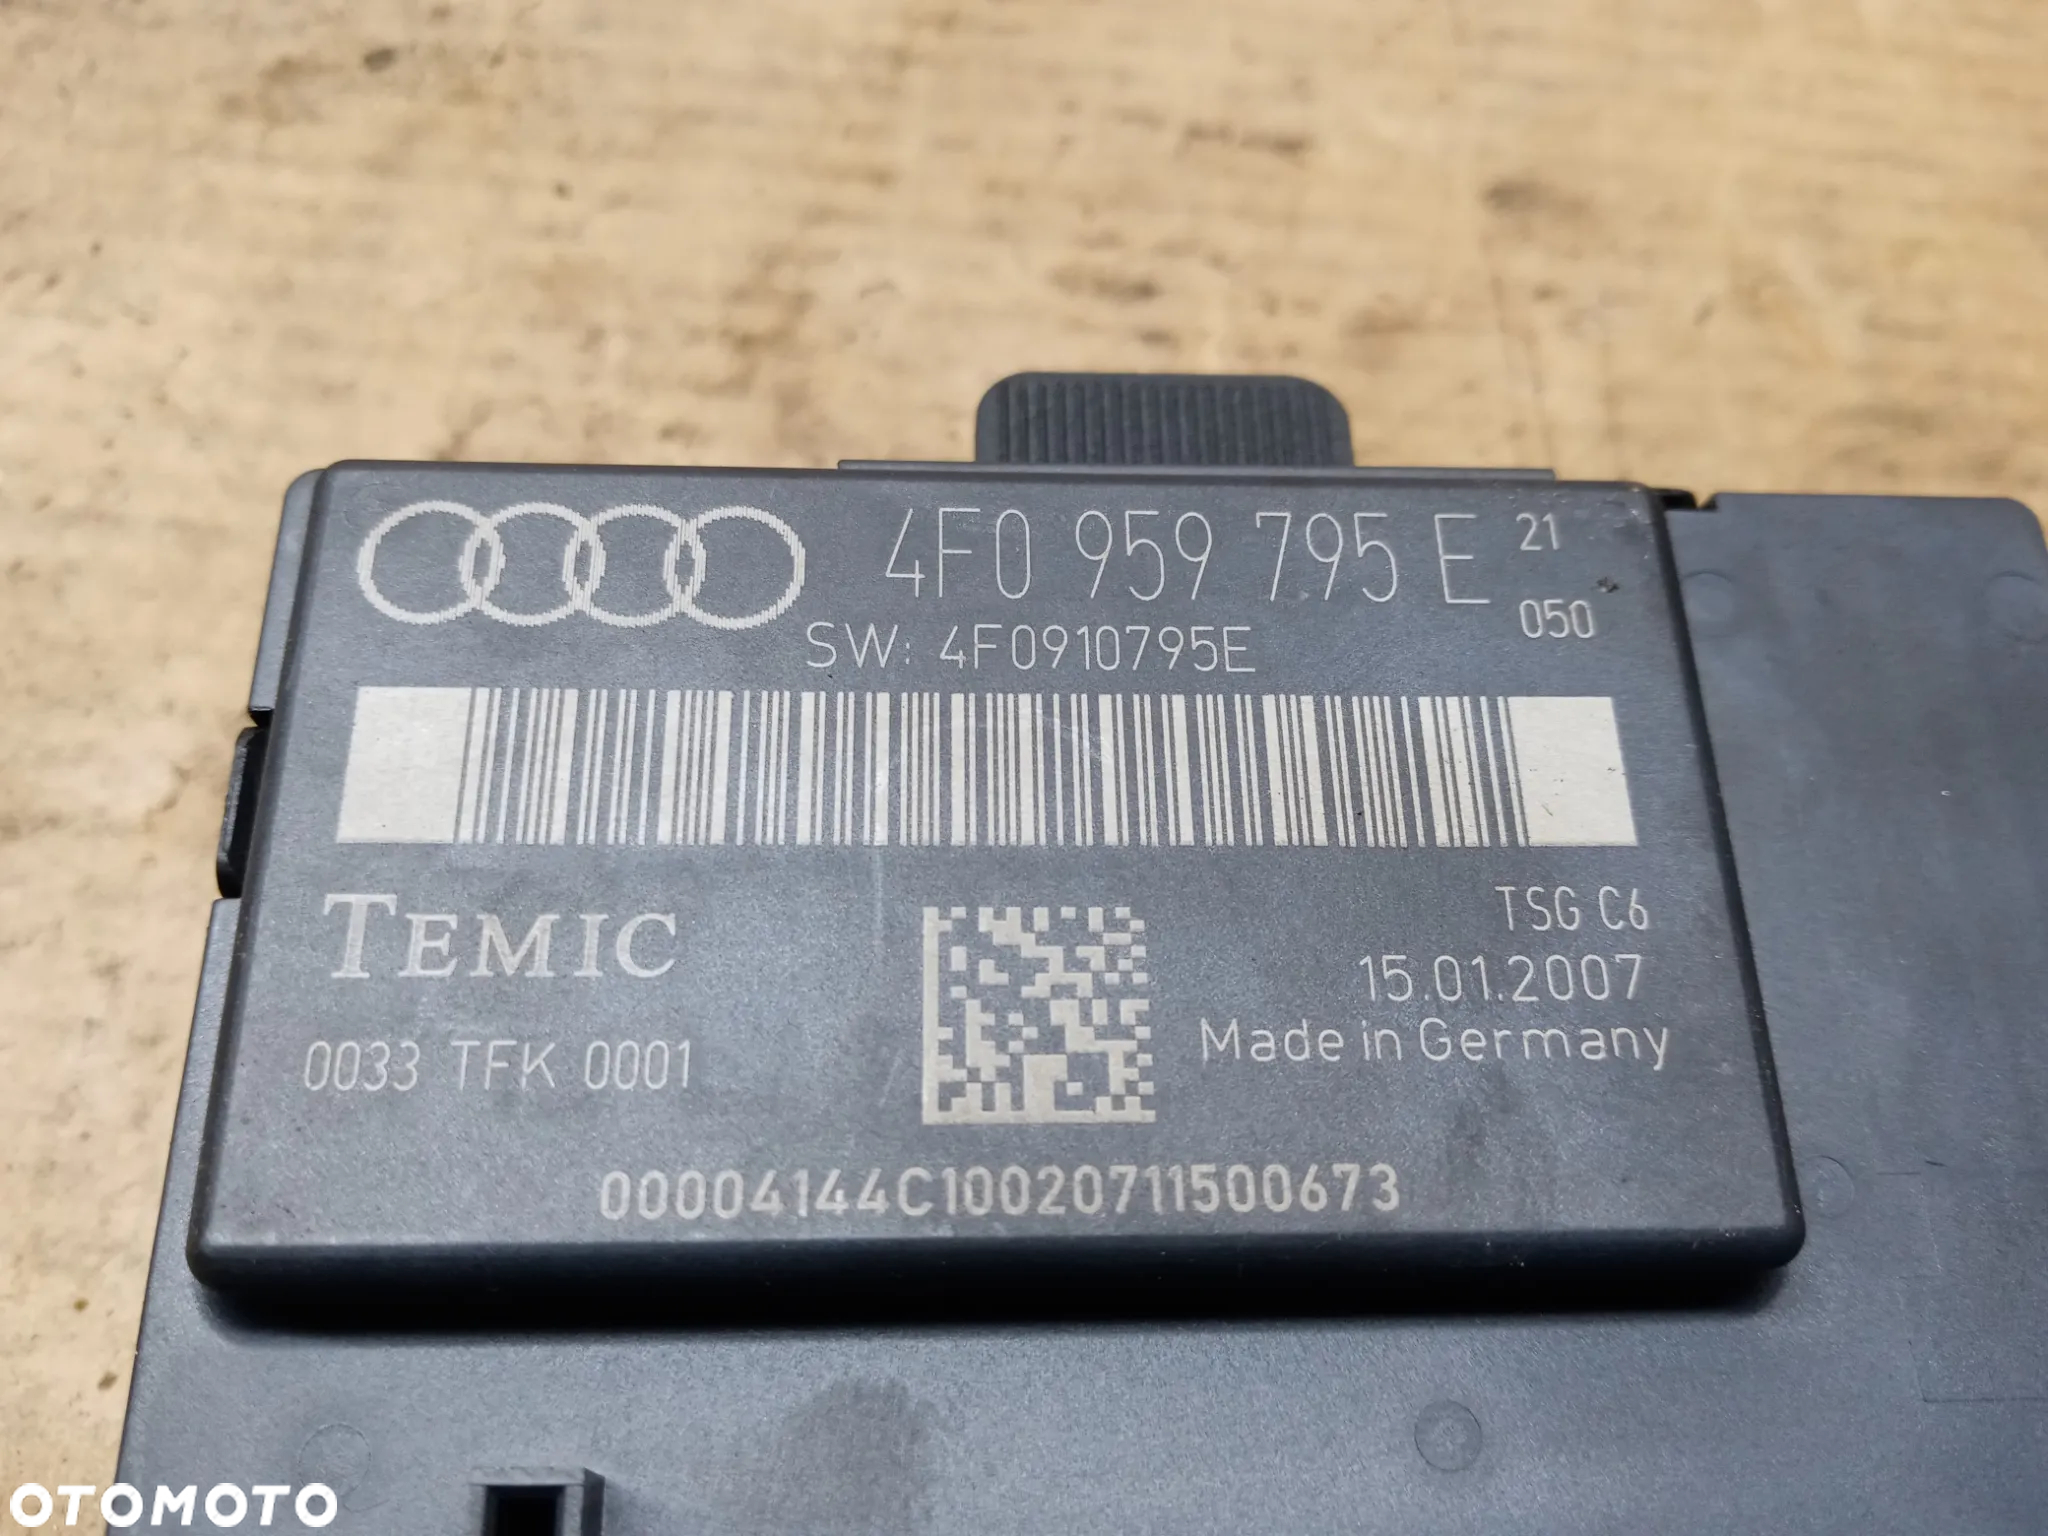 4F0 959 795 E 21
050
SW: 4F0910795E
TEMIC
TSG C6
15.01.2007
Made in Germany
0033 TFK 0001
00004144C10020711500673
OTOMOTO